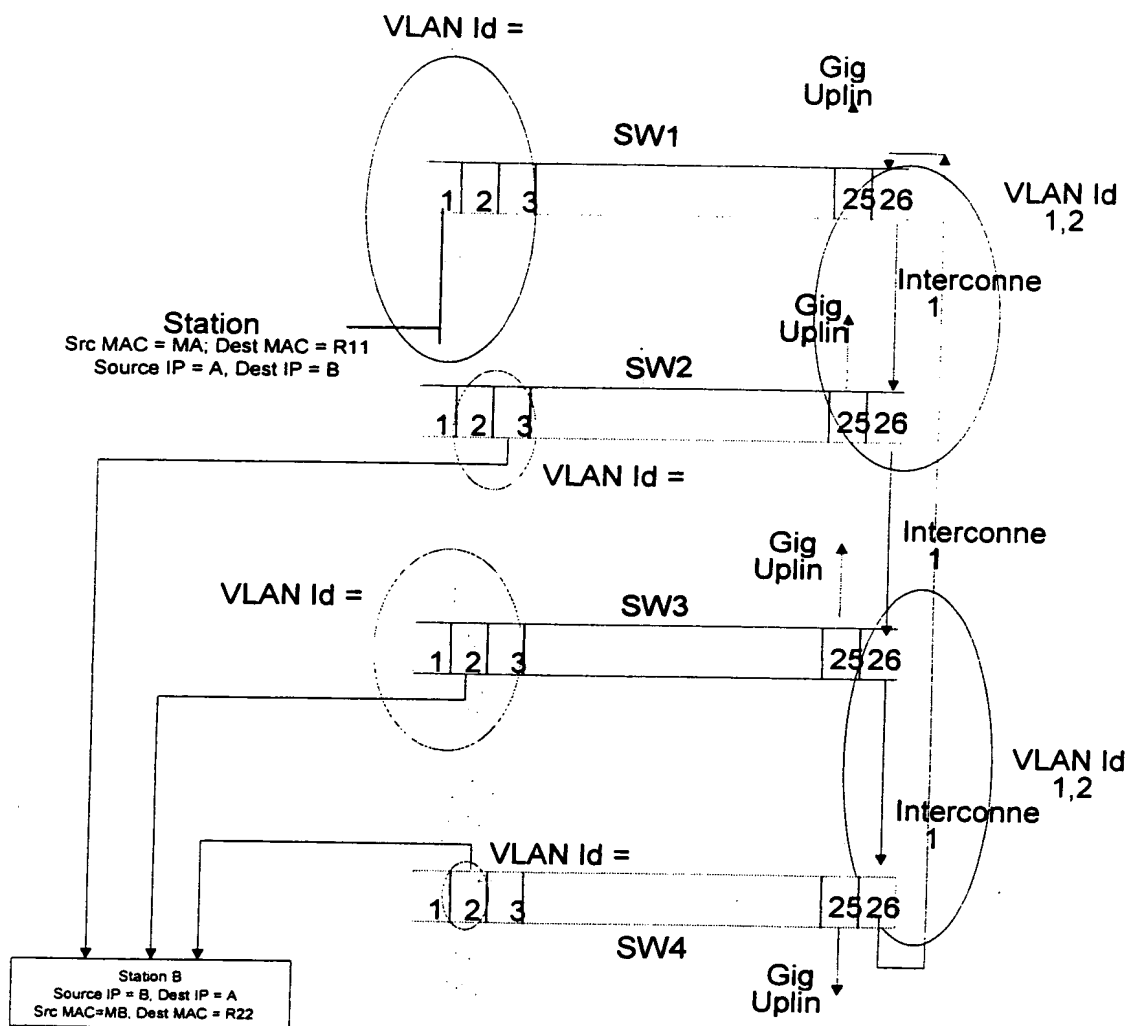 VLAN Id =
Gig
Uplin
SW1
1 2 3 25 26
VLAN Id
1,2
Interconne
1
Station
Src MAC = MA; Dest MAC = R11
Source IP = A, Dest IP = B
Gig
Uplin
SW2
1 2 3 25 26
VLAN Id =
Interconne
1
Gig
Uplin
VLAN Id =
SW3
1 2 3 25 26
VLAN Id
1,2
Interconne
1
VLAN Id =
1 2 3 25 26
SW4
Gig
Uplin
Station B
Source IP = B, Dest IP = A
Src MAC=MB, Dest MAC = R22